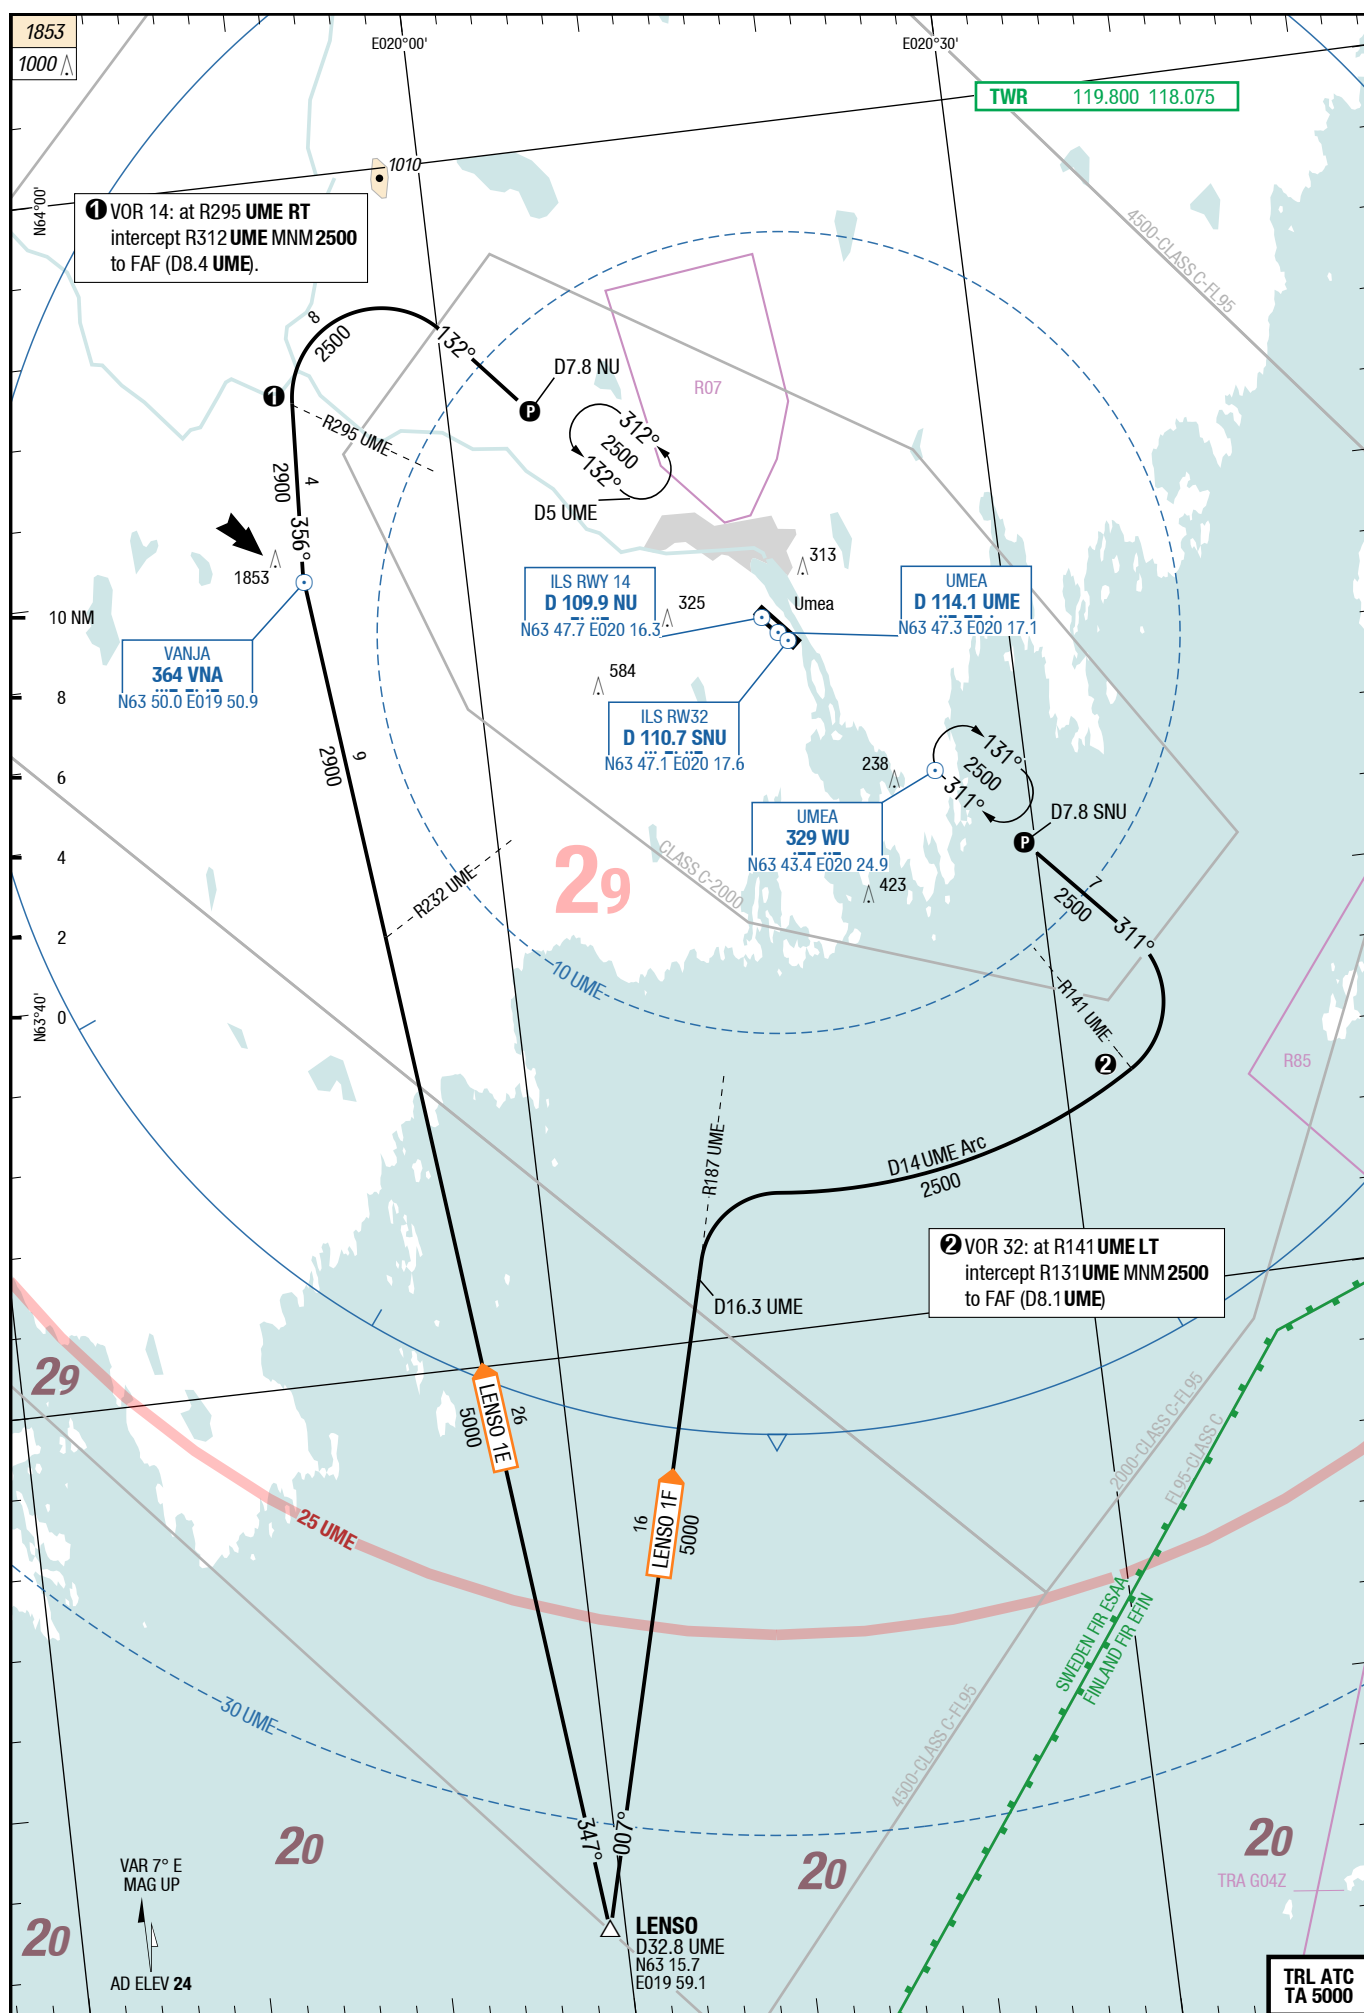 1853
1000
E020°00'
E020°30'
TWR 119.800 118.075
1010
N64°00'
1 VOR 14: at R295 UME RT
intercept R312 UME MNM 2500
to FAF (D8.4 UME).
4500-CLASS C-FL95
8
2500
132°
D7.8 NU
P
R07
1
R295 UME
312°
2500
132°
D5 UME
4
2900
356°
1853
313
ILS RWY 14
D 109.9 NU
N63 47.7 E020 16.3
325
Umea
UMEA
D 114.1 UME
N63 47.3 E020 17.1
10 NM
8
6
4
2
0
VANJA
364 VNA
N63 50.0 E019 50.9
584
ILS RW32
D 110.7 SNU
N63 47.1 E020 17.6
9
2900
238
131°
2500
311°
UMEA
329 WU
N63 43.4 E020 24.9
D7.8 SNU
P
423
29
CLASS C-2000
R232 UME
7
2500
311°
10 UME
R141 UME
N63°40'
2
R85
R187 UME
D14 UME Arc
2500
2 VOR 32: at R141 UME LT
intercept R131 UME MNM 2500
to FAF (D8.1 UME)
D16.3 UME
29
LENSO 1E
26
5000
2000-CLASS C-FL95
FL95-CLASS C
LENSO 1F
16
5000
25 UME
SWEDEN FIR ESAA
FINLAND FIR EFIN
30 UME
4500-CLASS C-FL95
347°
007°
20
20
20
TRA G04Z
VAR 7° E
MAG UP
20
AD ELEV 24
LENSO
D32.8 UME
N63 15.7
E019 59.1
TRL ATC
TA 5000